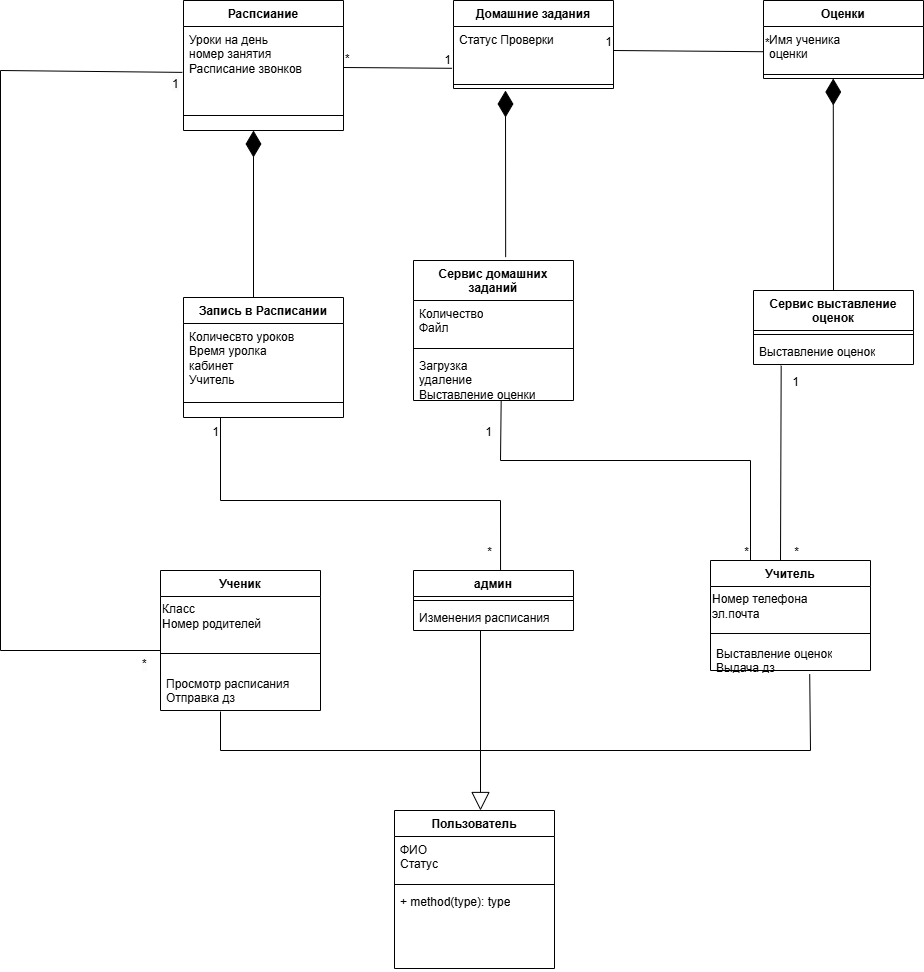 Распсиание
Уроки на день
номер занятия
Расписание звонков
*
1
1
Домашние задания
Статус Проверки
1
Оценки
*Имя ученика
оценки
Запись в Расписании
Количесвто уроков
Время уролка
кабинет
Учитель
1
Сервис домашних
заданий
Количество
Файл
Загрузка
удаление
Выставление оценки
1
Сервис выставление
оценок
Выставление оценок
1
*
*
*
Ученик
Класс
Номер родителей
Просмотр расписания
Отправка дз
*
админ
Изменения расписания
Учитель
Номер телефона
эл.почта
Выставление оценок
Выдача дз
Пользователь
ФИО
Статус
+ method(type): type